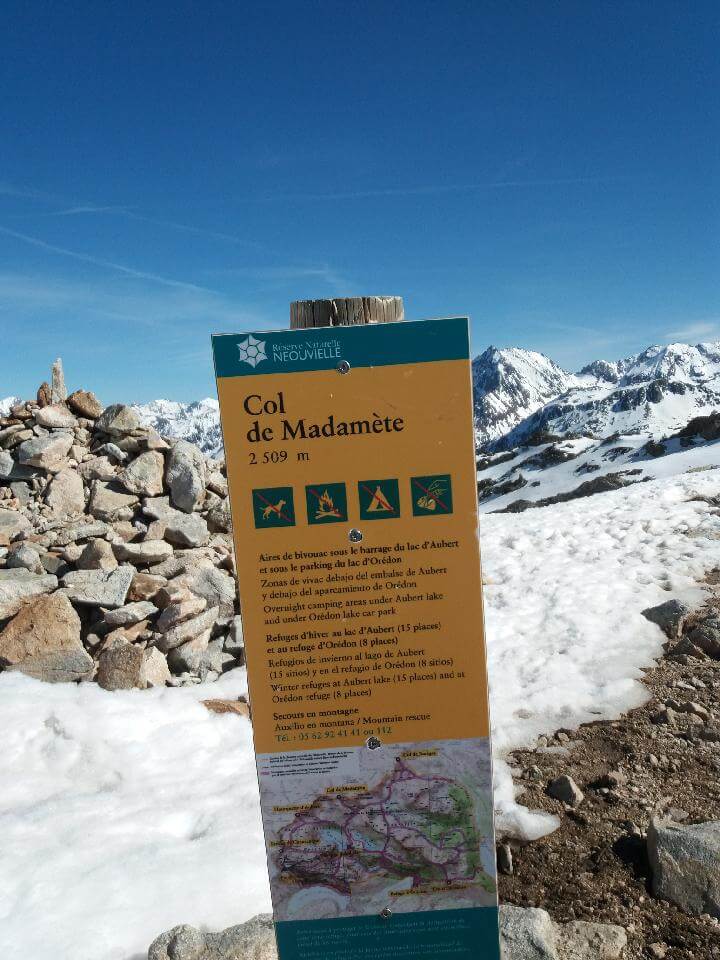 Réserve Naturelle
NEOUVIELLE
Col
de Madamète
2 509 m
Aires de bivouac sous le barrage du lac d'Aubert
et sous le parking du lac d'Orédon
Zonas de vivac debajo del embalse de Aubert
y debajo del aparcamiento de Orédon
Overnight camping areas under Aubert lake
and under Orédon lake car park
Refuges d'hiver au lac d'Aubert (15 places)
et au refuge d'Orédon (8 places)
Refugios de invierno al lago de Aubert
(15 sitios) y en el refugio de Orédon (8 sitios)
Winter refuges at Aubert lake (15 places) and at
Orédon refuge (8 places)
Secours en montagne
Auxilio en montana / Mountain rescue
Tél : 05 62 92 41 41 ou 112
Col de Madamète